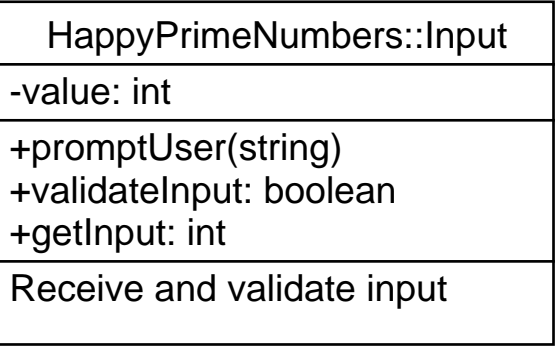 HappyPrimeNumbers::Input
-value: int
+promptUser(string)
+validateInput: boolean
+getInput: int
Receive and validate input